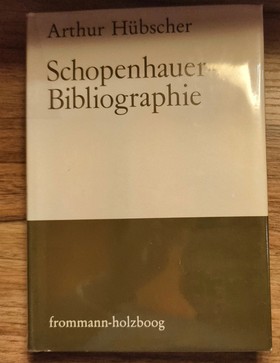 Arthur Hübscher
Schopenhauer-
Bibliographie
frommann-holzboog